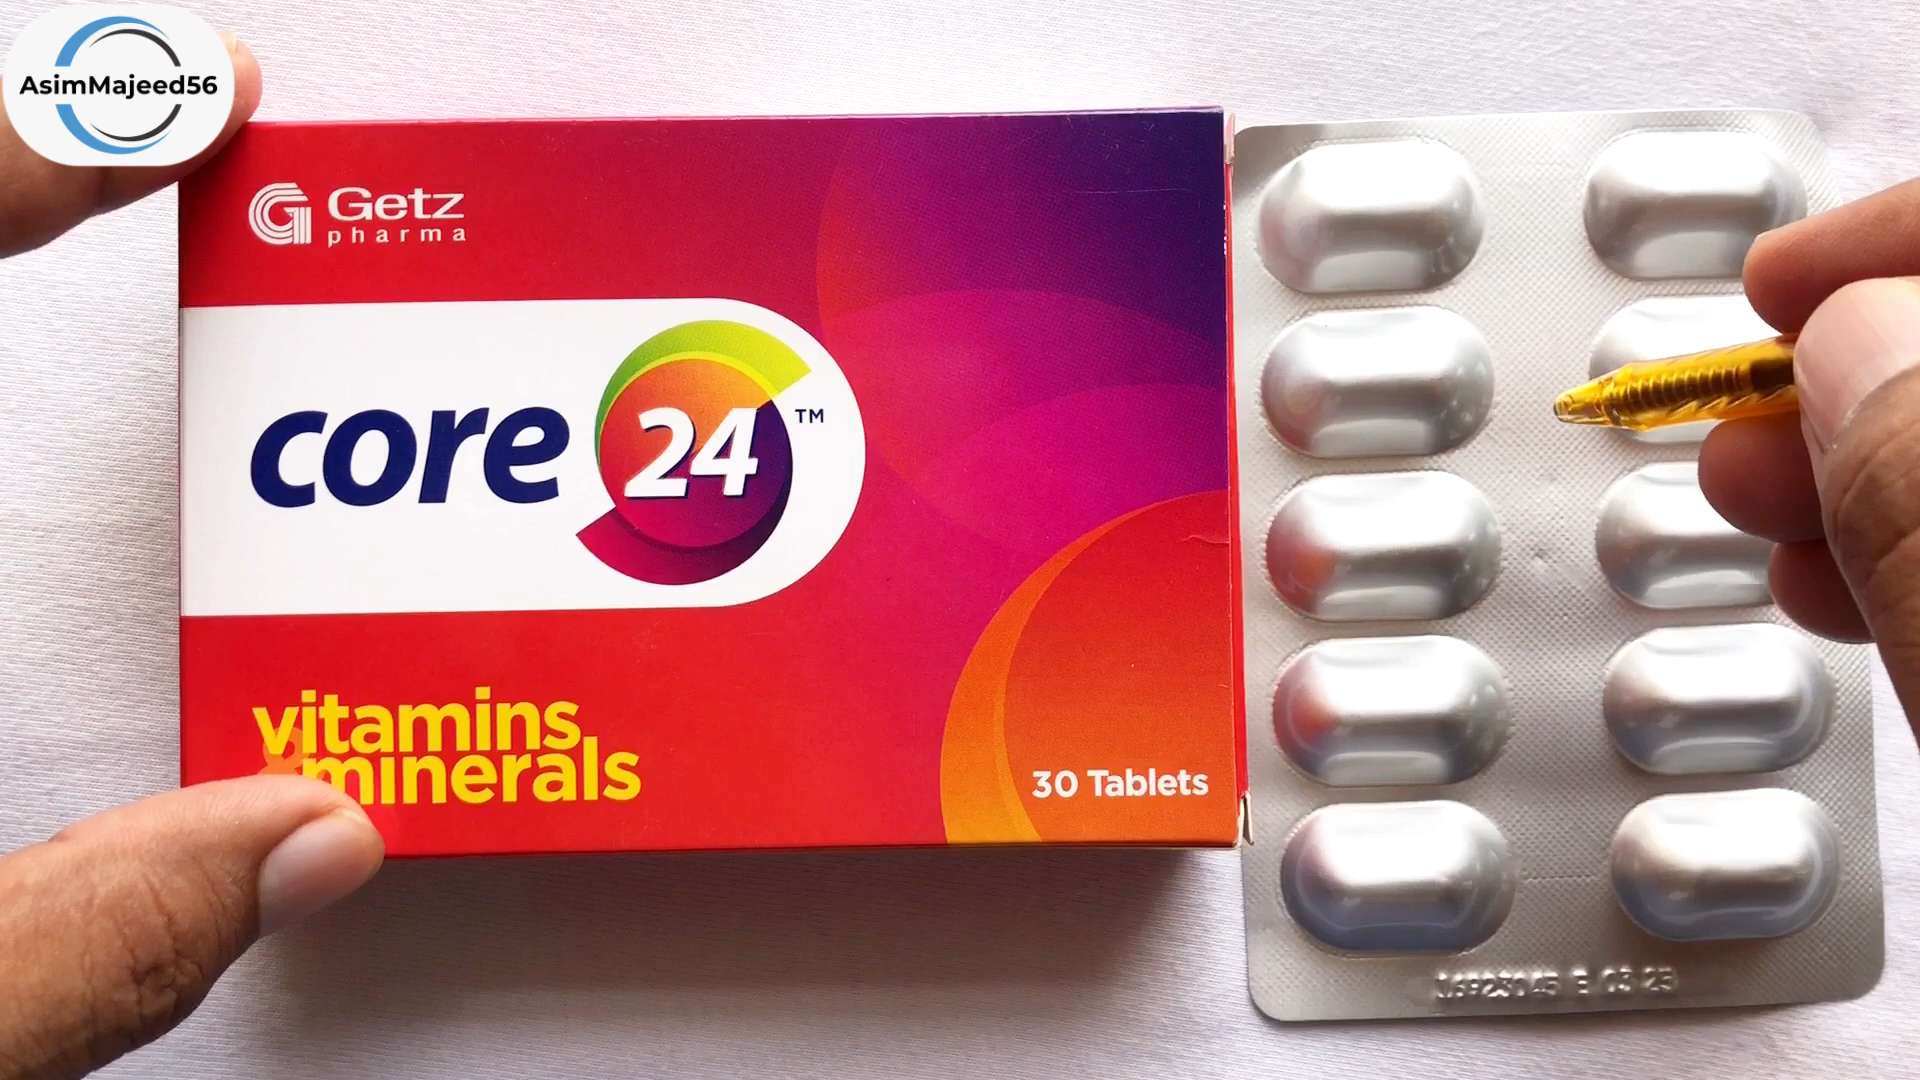 AsimMajeed56
Getz
pharma
core 24 ™
vitamins
&minerals
30 Tablets